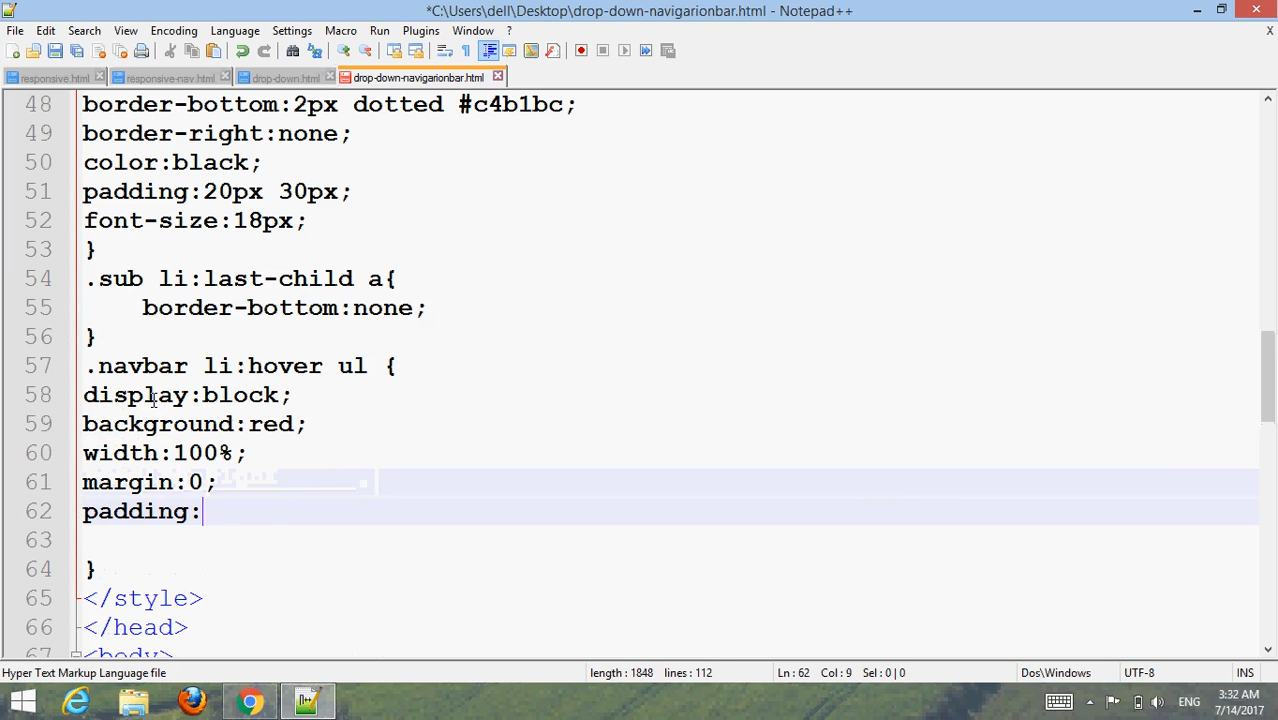 *C:\Users\dell\Desktop\drop-down-navigarionbar.html - Notepad++
File Edit Search View Encoding Language Settings Macro Run Plugins Window ? X
responsive.html responsive-nav.html drop-down.html drop-down-navigarionbar.html
48 border-bottom:2px dotted #c4b1bc;
49 border-right:none;
50 color:black;
51 padding:20px 30px;
52 font-size:18px;
53 }
54 .sub li:last-child a{
55 border-bottom:none;
56 }
57 .navbar li:hover ul {
58 display:block;
59 background:red;
60 width:100%;
61 margin:0;
62 padding:
63
64 }
65 </style>
66 </head>
67 <body>
Hyper Text Markup Language file length : 1848 lines : 112 Ln : 62 Col : 9 Sel : 0 | 0 Dos\Windows UTF-8 INS
ENG 3:32 AM
7/14/2017